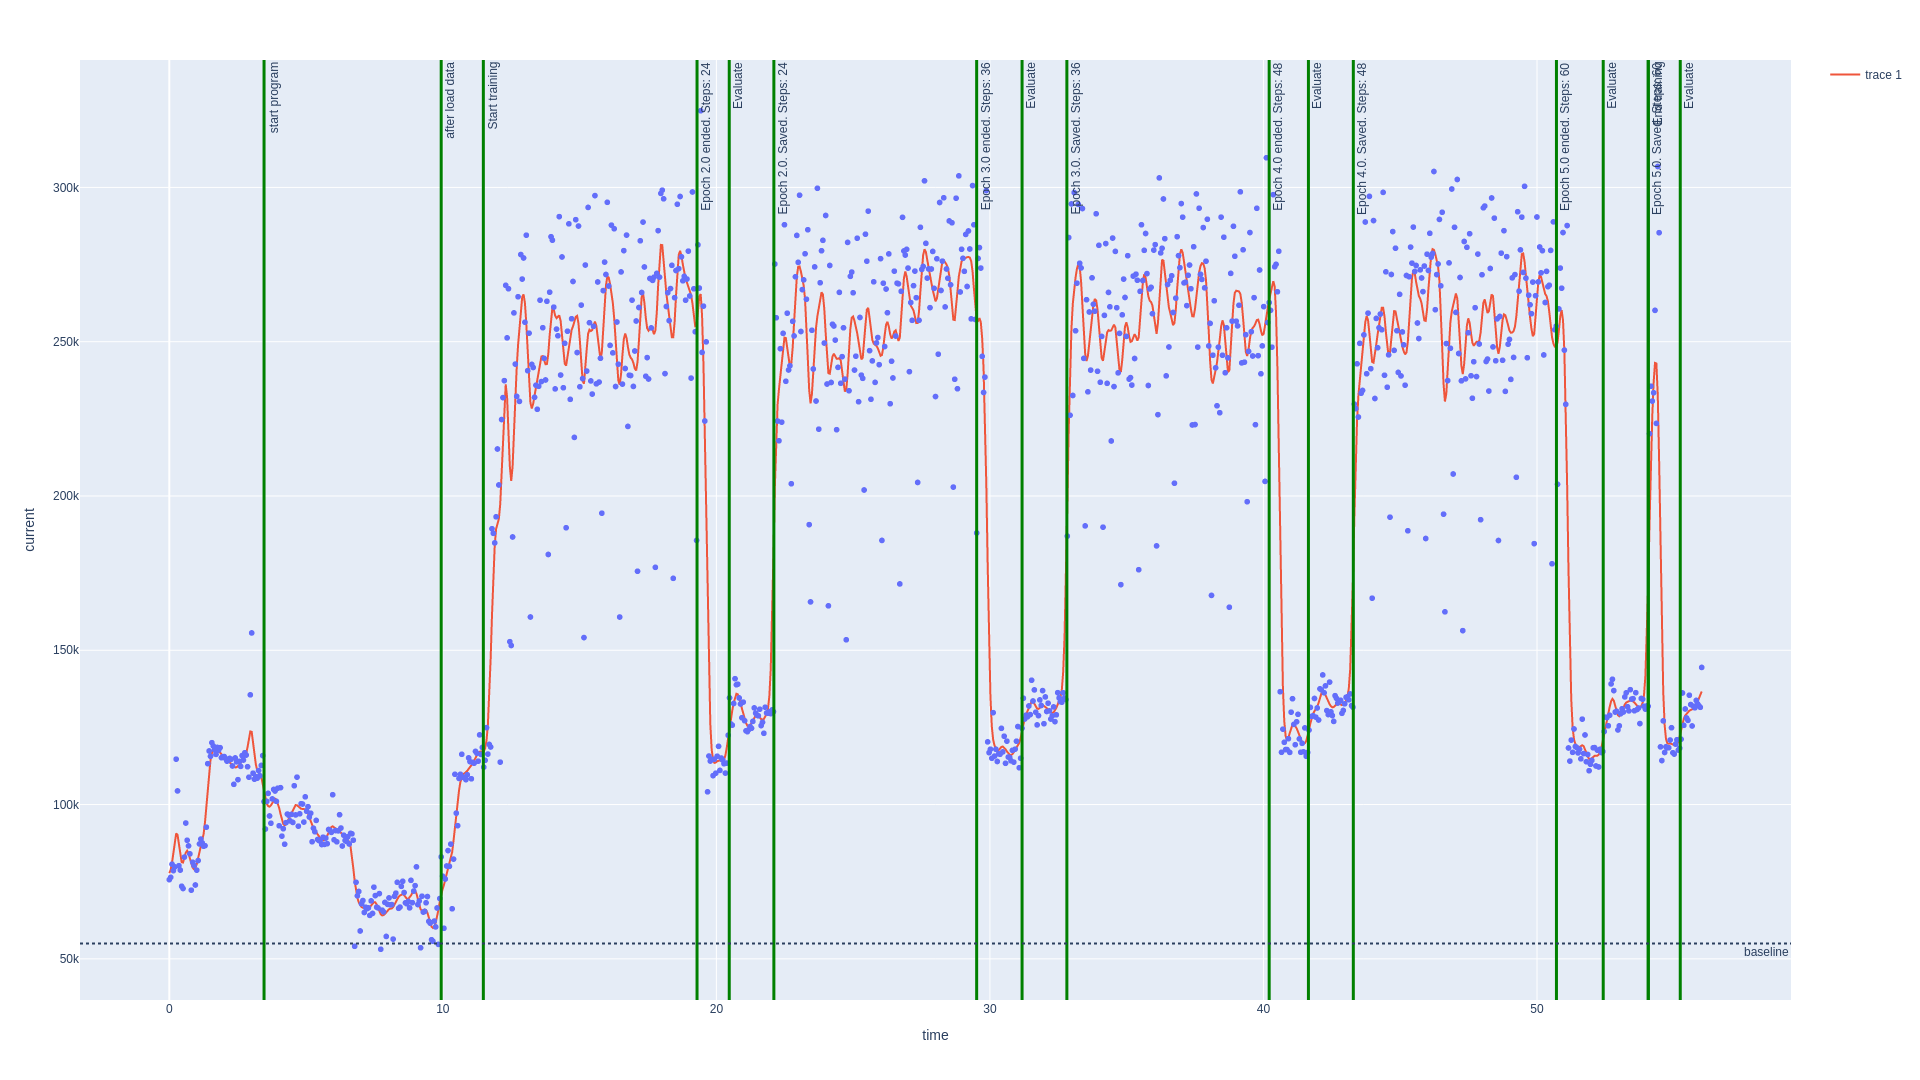 start program
after load data
Start training
Epoch 2.0 ended. Steps: 24
Evaluate
Epoch 2.0. Saved. Steps: 24
Epoch 3.0 ended. Steps: 36
Evaluate
Epoch 3.0. Saved. Steps: 36
Epoch 4.0 ended. Steps: 48
Evaluate
Epoch 4.0. Saved. Steps: 48
Epoch 5.0 ended. Steps: 60
Evaluate
Epoch 5.0. Saved.
Evaluate
trace 1
300k
250k
200k
150k
100k
50k
current
baseline
0
10
20
30
40
50
time